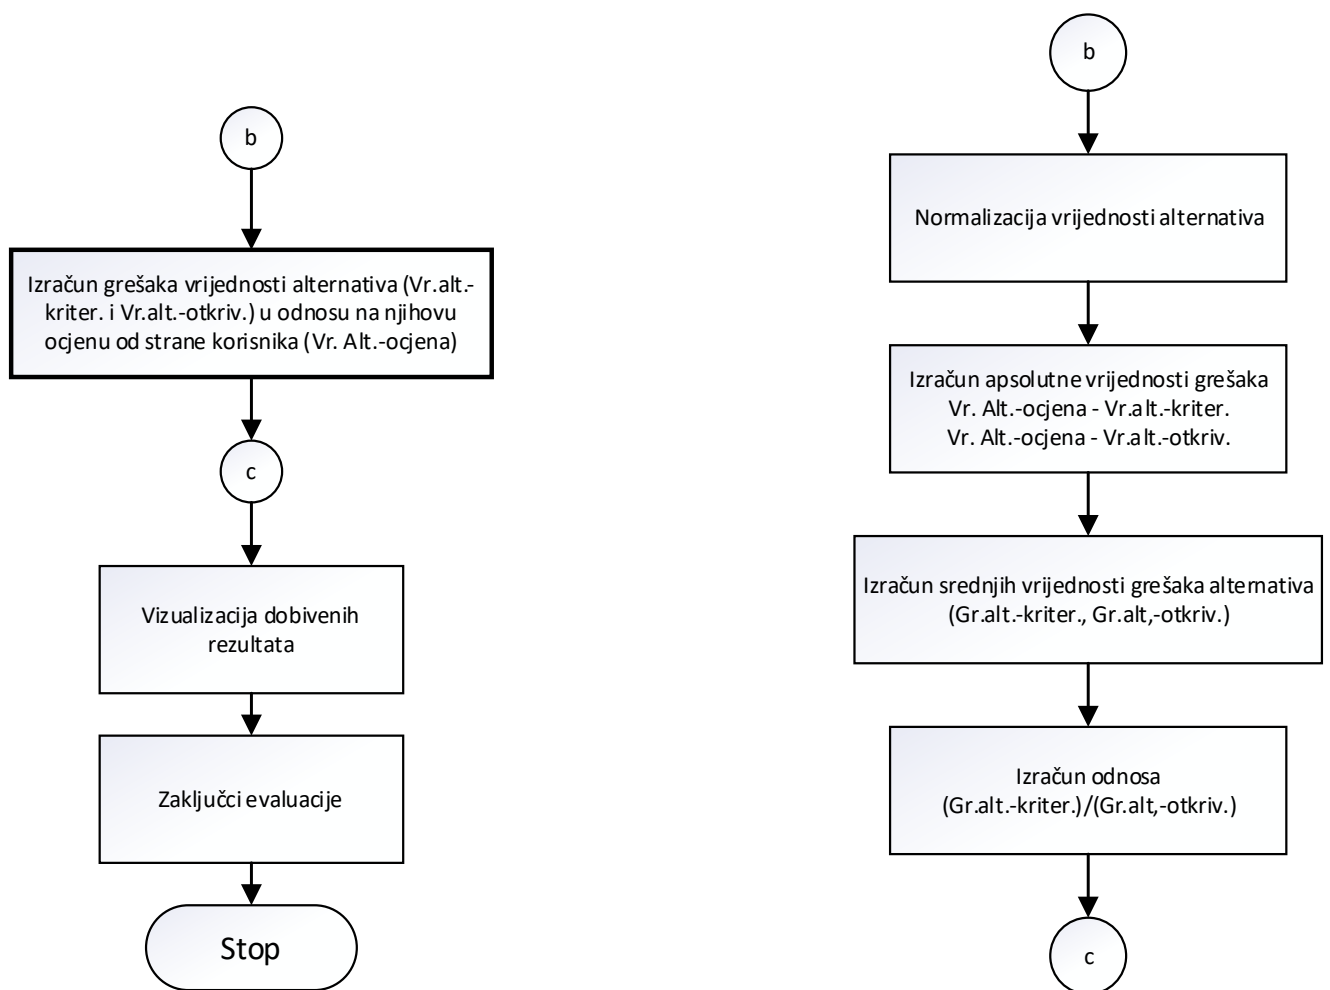 b
Izračun grešaka vrijednosti alternativa (Vr.alt.-
kriter. i Vr.alt.-otkriv.) u odnosu na njihovu
ocjenu od strane korisnika (Vr. Alt.-ocjena)
c
Vizualizacija dobivenih
rezultata
Zaključci evaluacije
Stop
b
Normalizacija vrijednosti alternativa
Izračun apsolutne vrijednosti grešaka
Vr. Alt.-ocjena - Vr.alt.-kriter.
Vr. Alt.-ocjena - Vr.alt.-otkriv.
Izračun srednjih vrijednosti grešaka alternativa
(Gr.alt.-kriter., Gr.alt,-otkriv.)
Izračun odnosa
(Gr.alt.-kriter.)/(Gr.alt,-otkriv.)
c